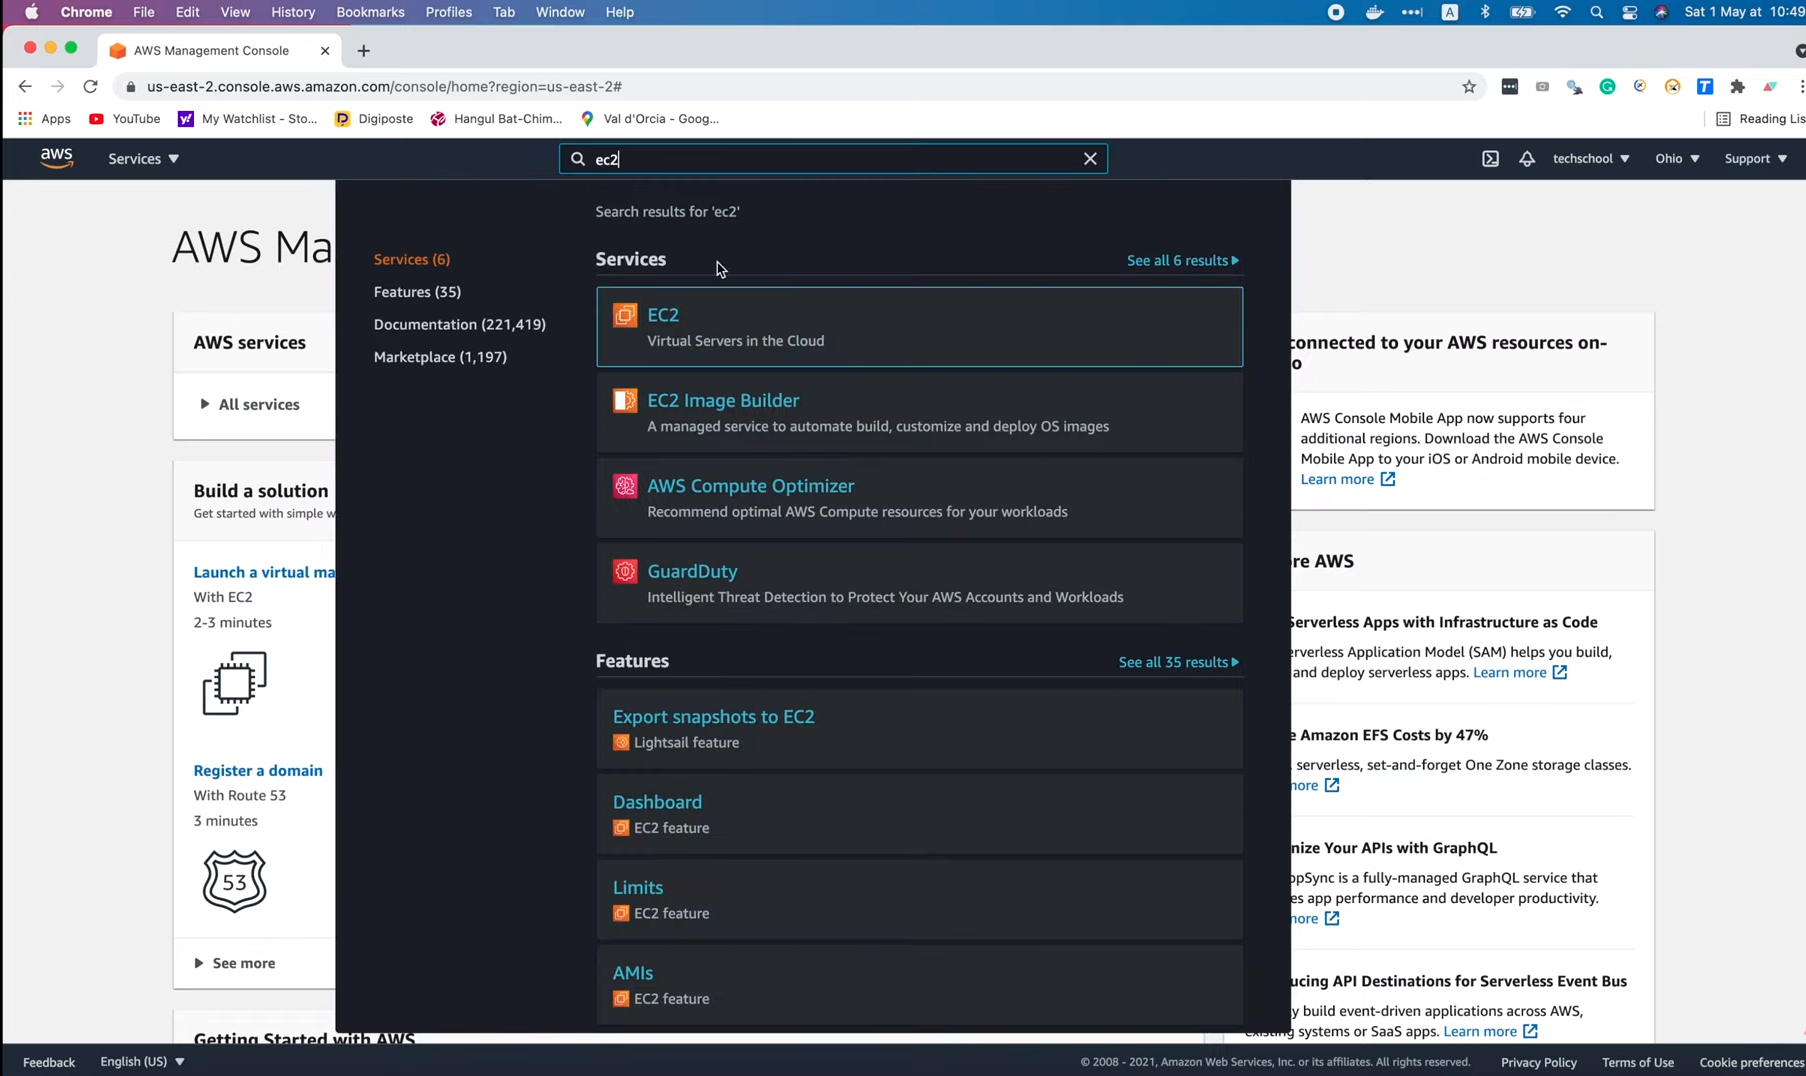 Chrome File Edit View History Bookmarks Profiles Tab Window Help
A Sat 1 May at 10:49
AWS Management Console
us-east-2.console.aws.amazon.com/console/home?region=us-east-2#
Apps YouTube My Watchlist - Sto... Digiposte Hangul Bat-Chim... Val d'Orcia - Goog... Reading Lis
aws Services ec2 techschool Ohio Support
AWS Ma
Search results for 'ec2'
Services (6)
Features (35)
Documentation (221,419)
Marketplace (1,197)
Services See all 6 results
EC2
Virtual Servers in the Cloud
EC2 Image Builder
A managed service to automate build, customize and deploy OS images
AWS Compute Optimizer
Recommend optimal AWS Compute resources for your workloads
GuardDuty
Intelligent Threat Detection to Protect Your AWS Accounts and Workloads
Features See all 35 results
Export snapshots to EC2
Lightsail feature
Dashboard
EC2 feature
Limits
EC2 feature
AMIs
EC2 feature
AWS services
All services
Build a solution
Get started with simple w
Launch a virtual ma
With EC2
2-3 minutes
Register a domain
With Route 53
3 minutes
53
See more
Getting Started with AWS
connected to your AWS resources on-
o
AWS Console Mobile App now supports four
additional regions. Download the AWS Console
Mobile App to your iOS or Android mobile device.
Learn more
re AWS
Serverless Apps with Infrastructure as Code
erverless Application Model (SAM) helps you build,
and deploy serverless apps. Learn more
e Amazon EFS Costs by 47%
, serverless, set-and-forget One Zone storage classes.
more
nize Your APIs with GraphQL
ppSync is a fully-managed GraphQL service that
es app performance and developer productivity.
more
ucing API Destinations for Serverless Event Bus
y build event-driven applications across AWS,
existing systems or SaaS apps. Learn more
Feedback English (US) © 2008 - 2021, Amazon Web Services, Inc. or its affiliates. All rights reserved. Privacy Policy Terms of Use Cookie preferences